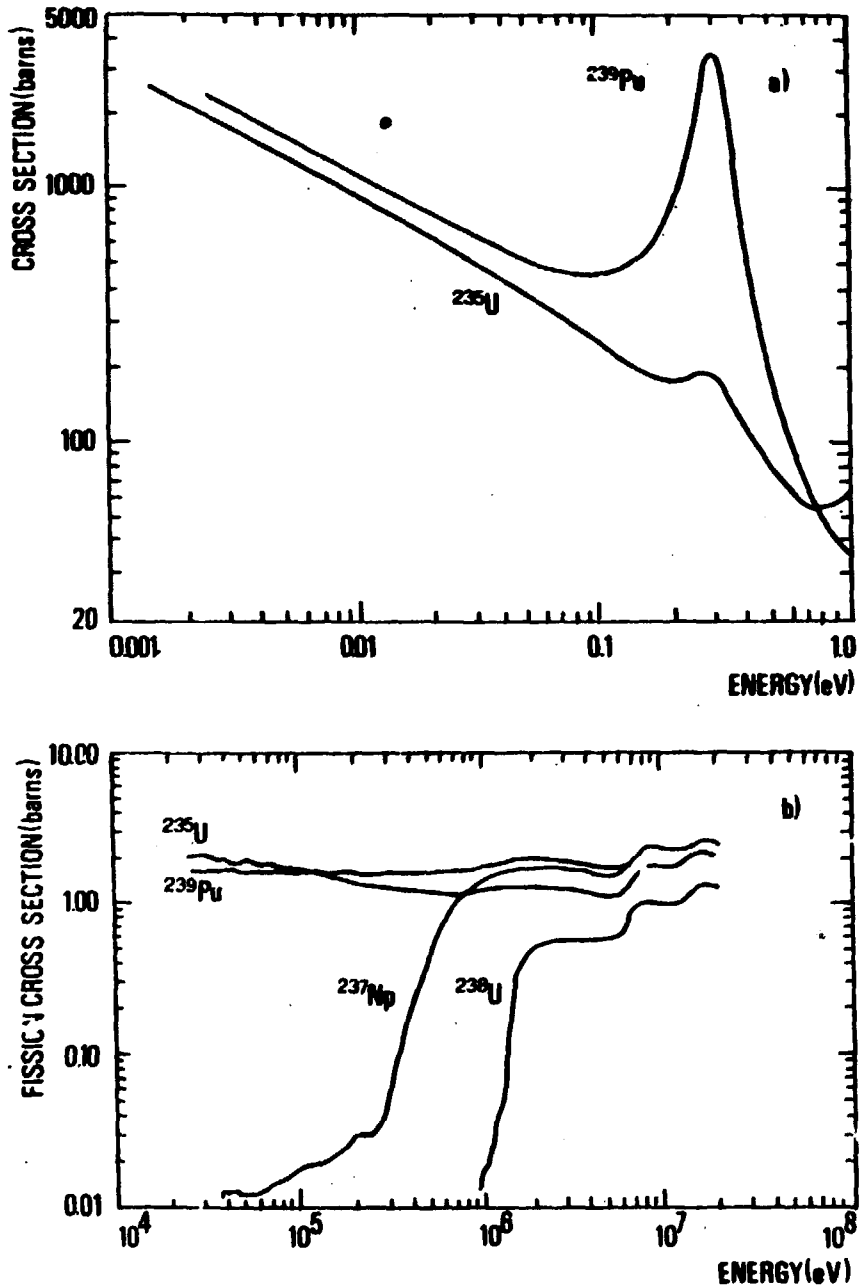 CROSS SECTION(barns)
5000
1000
100
20
239Pu
a)
235U
0.001
0.01
0.1
1.0
ENERGY(eV)
FISSION CROSS SECTION(barns)
10.00
1.00
0.10
0.01
b)
235U
239Pu
237Np
238U
10^4
10^5
10^6
10^7
10^8
ENERGY(eV)